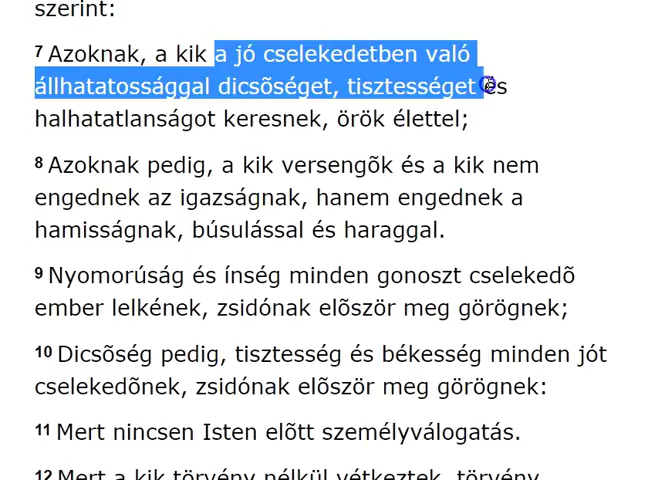 szerint:
7 Azoknak, a kik a jó cselekedetben való
állhatatossággal dicsõséget, tisztességet és
halhatatlanságot keresnek, örök élettel;
8 Azoknak pedig, a kik versengõk és a kik nem
engednek az igazságnak, hanem engednek a
hamisságnak, búsulással és haraggal.
9 Nyomorúság és ínség minden gonoszt cselekedõ
ember lelkének, zsidónak elõször meg görögnek;
10 Dicsõség pedig, tisztesség és békesség minden jót
cselekedõnek, zsidónak elõször meg görögnek:
11 Mert nincsen Isten elõtt személyválogatás.
12 Mert a kik törvény nélkül vétkeztek, törvény